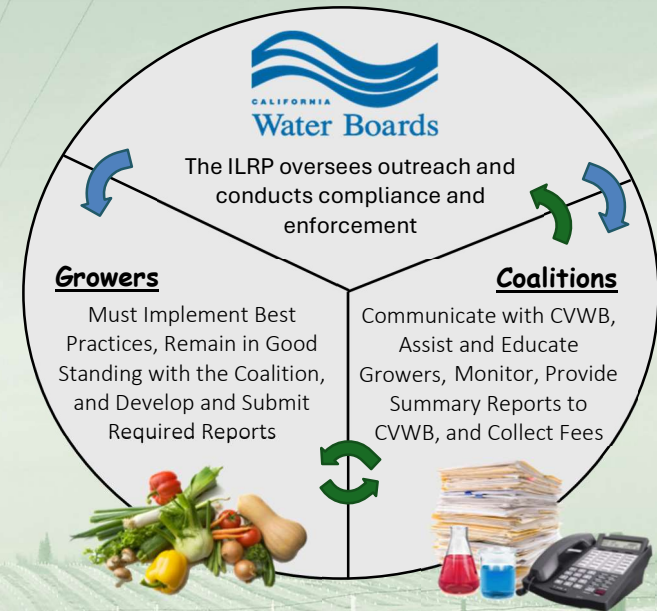 CALIFORNIA
Water Boards
The ILRP oversees outreach and
conducts compliance and
enforcement
Growers
Must Implement Best
Practices, Remain in Good
Standing with the Coalition,
and Develop and Submit
Required Reports
Coalitions
Communicate with CVWB,
Assist and Educate
Growers, Monitor, Provide
Summary Reports to
CVWB, and Collect Fees